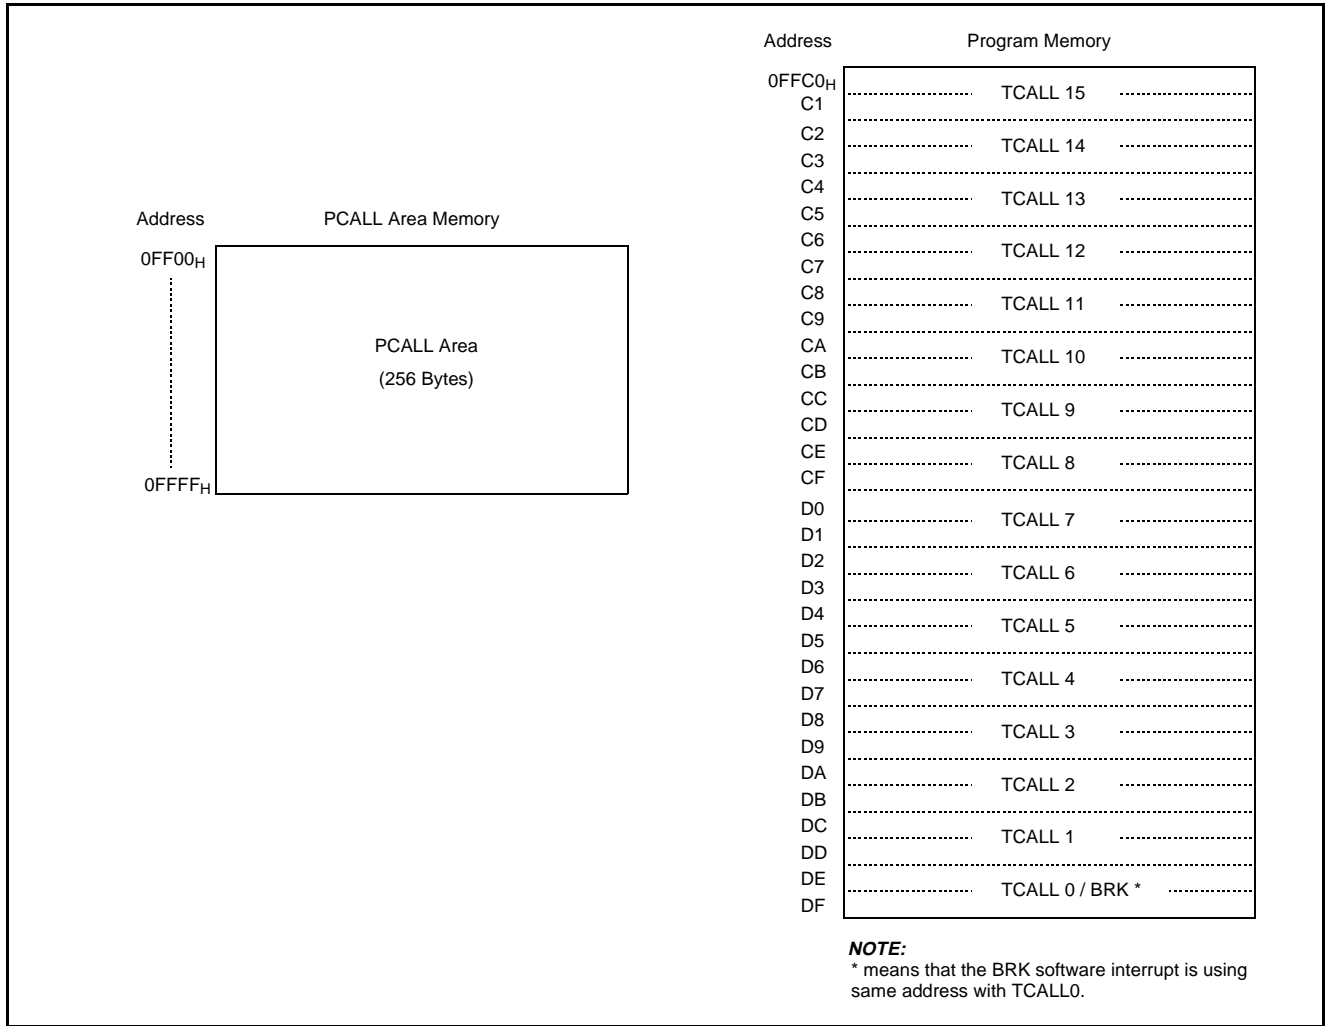 Address PCALL Area Memory
0FF00H
PCALL Area
(256 Bytes)
0FFFFH
Address Program Memory
0FFC0H
C1
TCALL 15
C2
C3
TCALL 14
C4
C5
TCALL 13
C6
C7
TCALL 12
C8
C9
TCALL 11
CA
CB
TCALL 10
CC
CD
TCALL 9
CE
CF
TCALL 8
D0
D1
TCALL 7
D2
D3
TCALL 6
D4
D5
TCALL 5
D6
D7
TCALL 4
D8
D9
TCALL 3
DA
DB
TCALL 2
DC
DD
TCALL 1
DE
DF
TCALL 0 / BRK *
NOTE:
* means that the BRK software interrupt is using
same address with TCALL0.